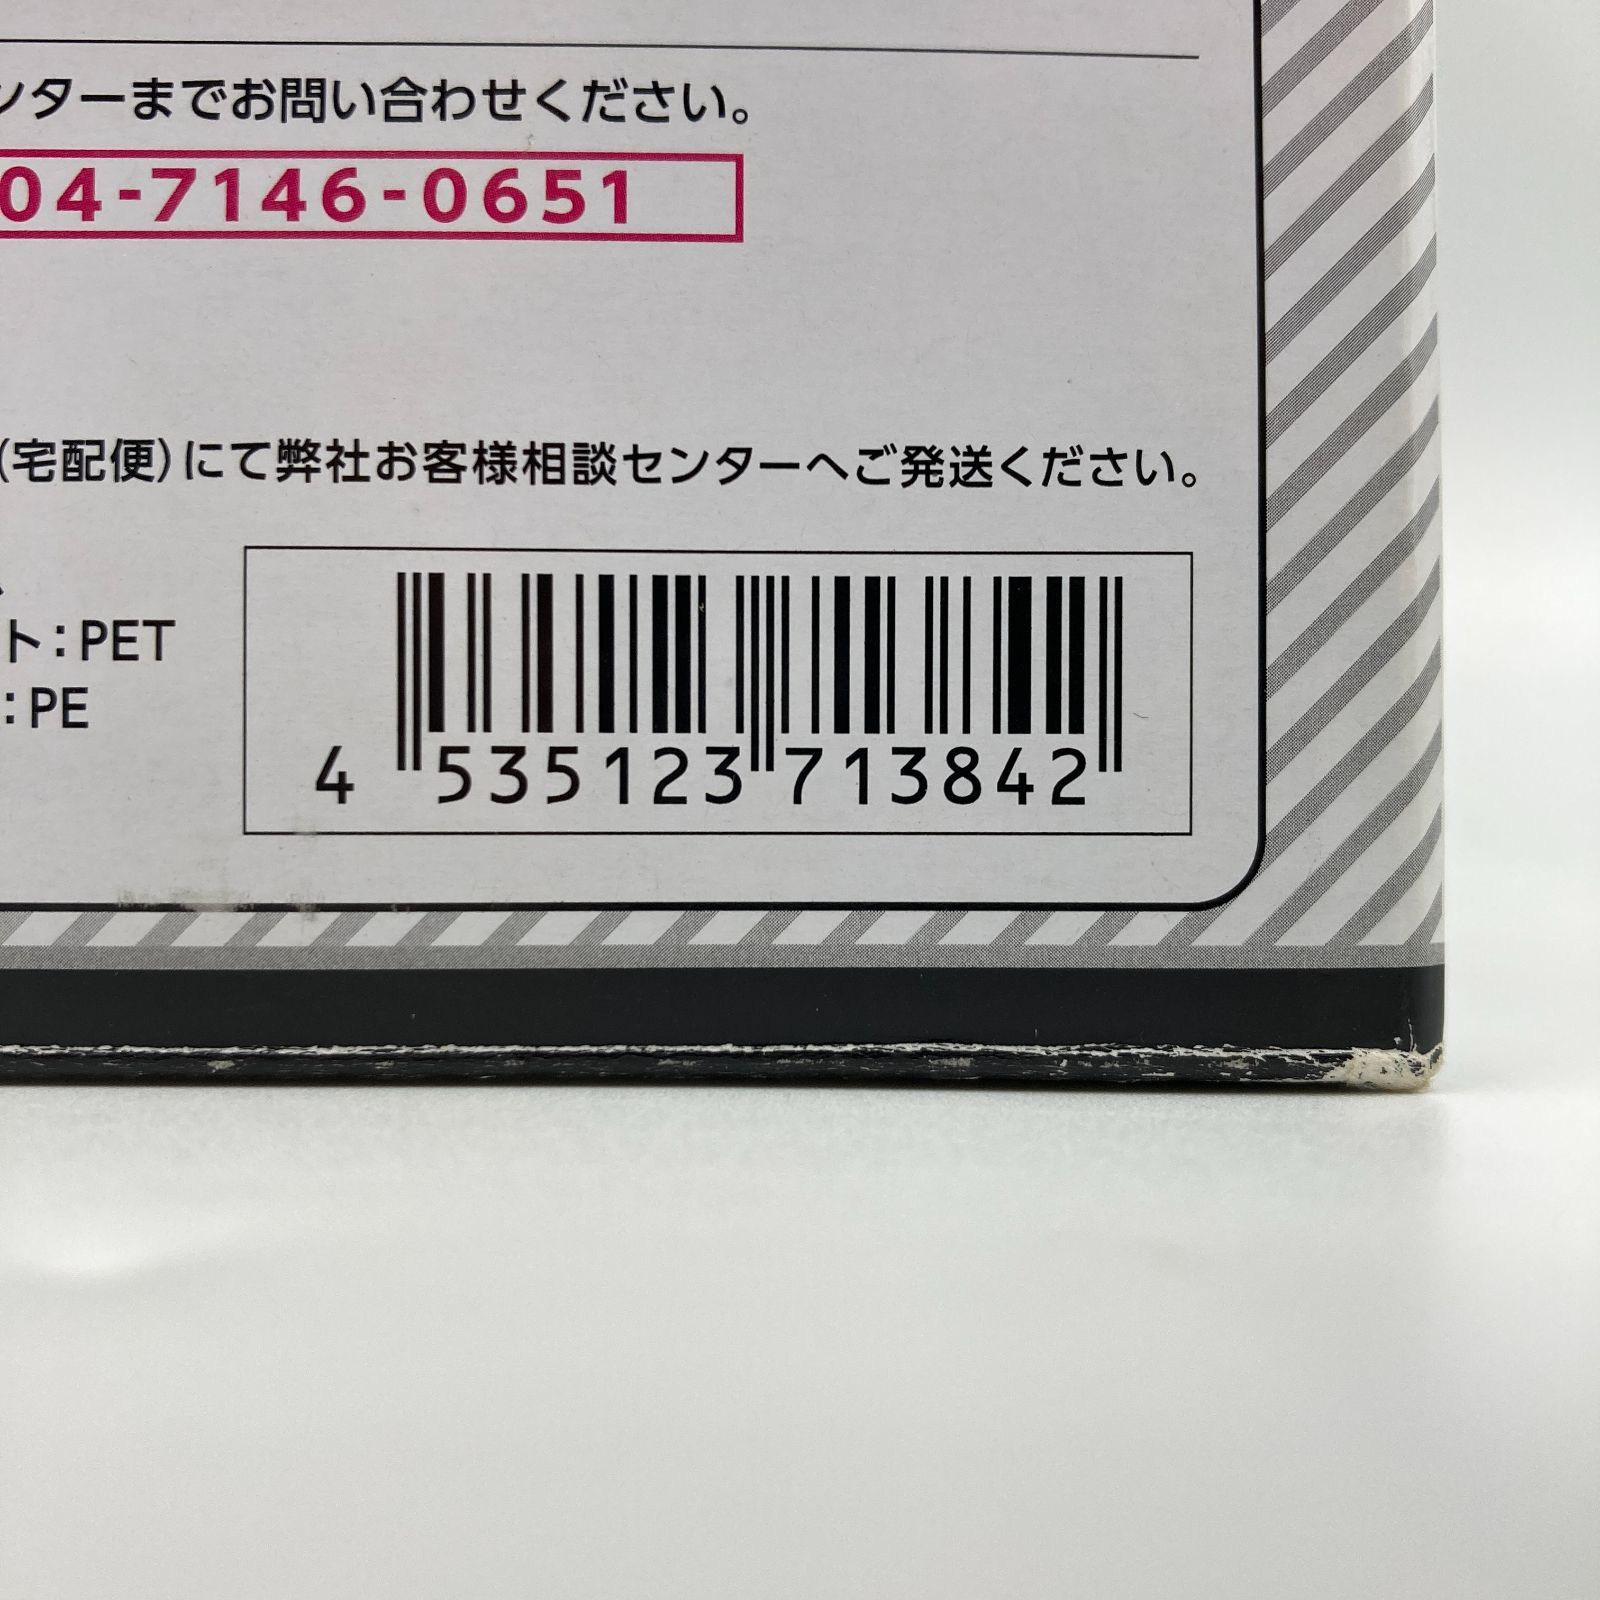 ンターまでお問い合わせください。
04-7146-0651
(宅配便)にて弊社お客様相談センターへご発送ください。
ト：PET
：PE
4 535123 713842